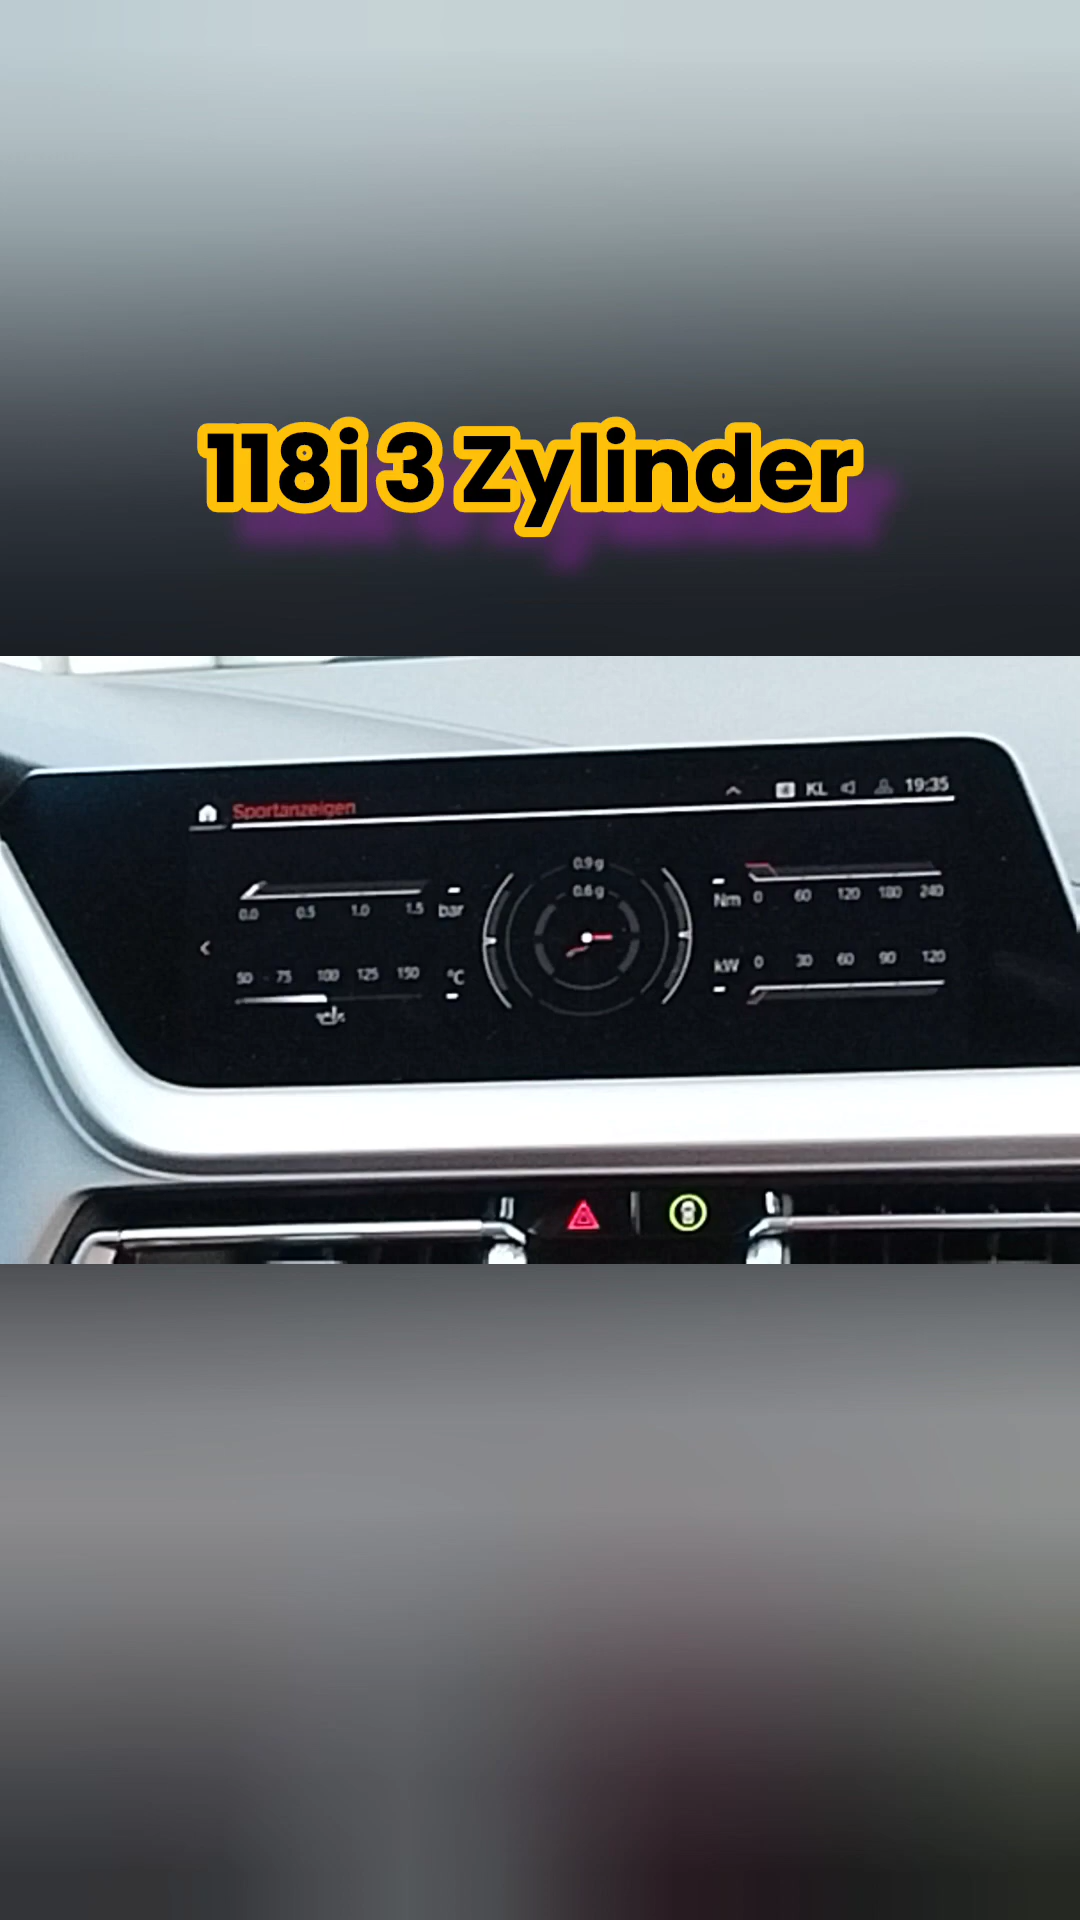 118i 3 Zylinder
Sportanzeigen
KL 19:35
0.0 0.5 1.0 1.5 bar
50 75 100 125 150 °C
0.9 g
0.6 g
Nm 0 60 120 180 240
kW 0 30 60 90 120